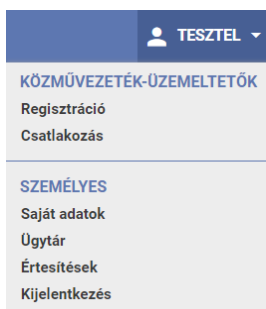 TESZTEL
KÖZMŰVEZETÉK-ÜZEMELTETŐK
Regisztráció
Csatlakozás
SZEMÉLYES
Saját adatok
Ügytár
Értesítések
Kijelentkezés